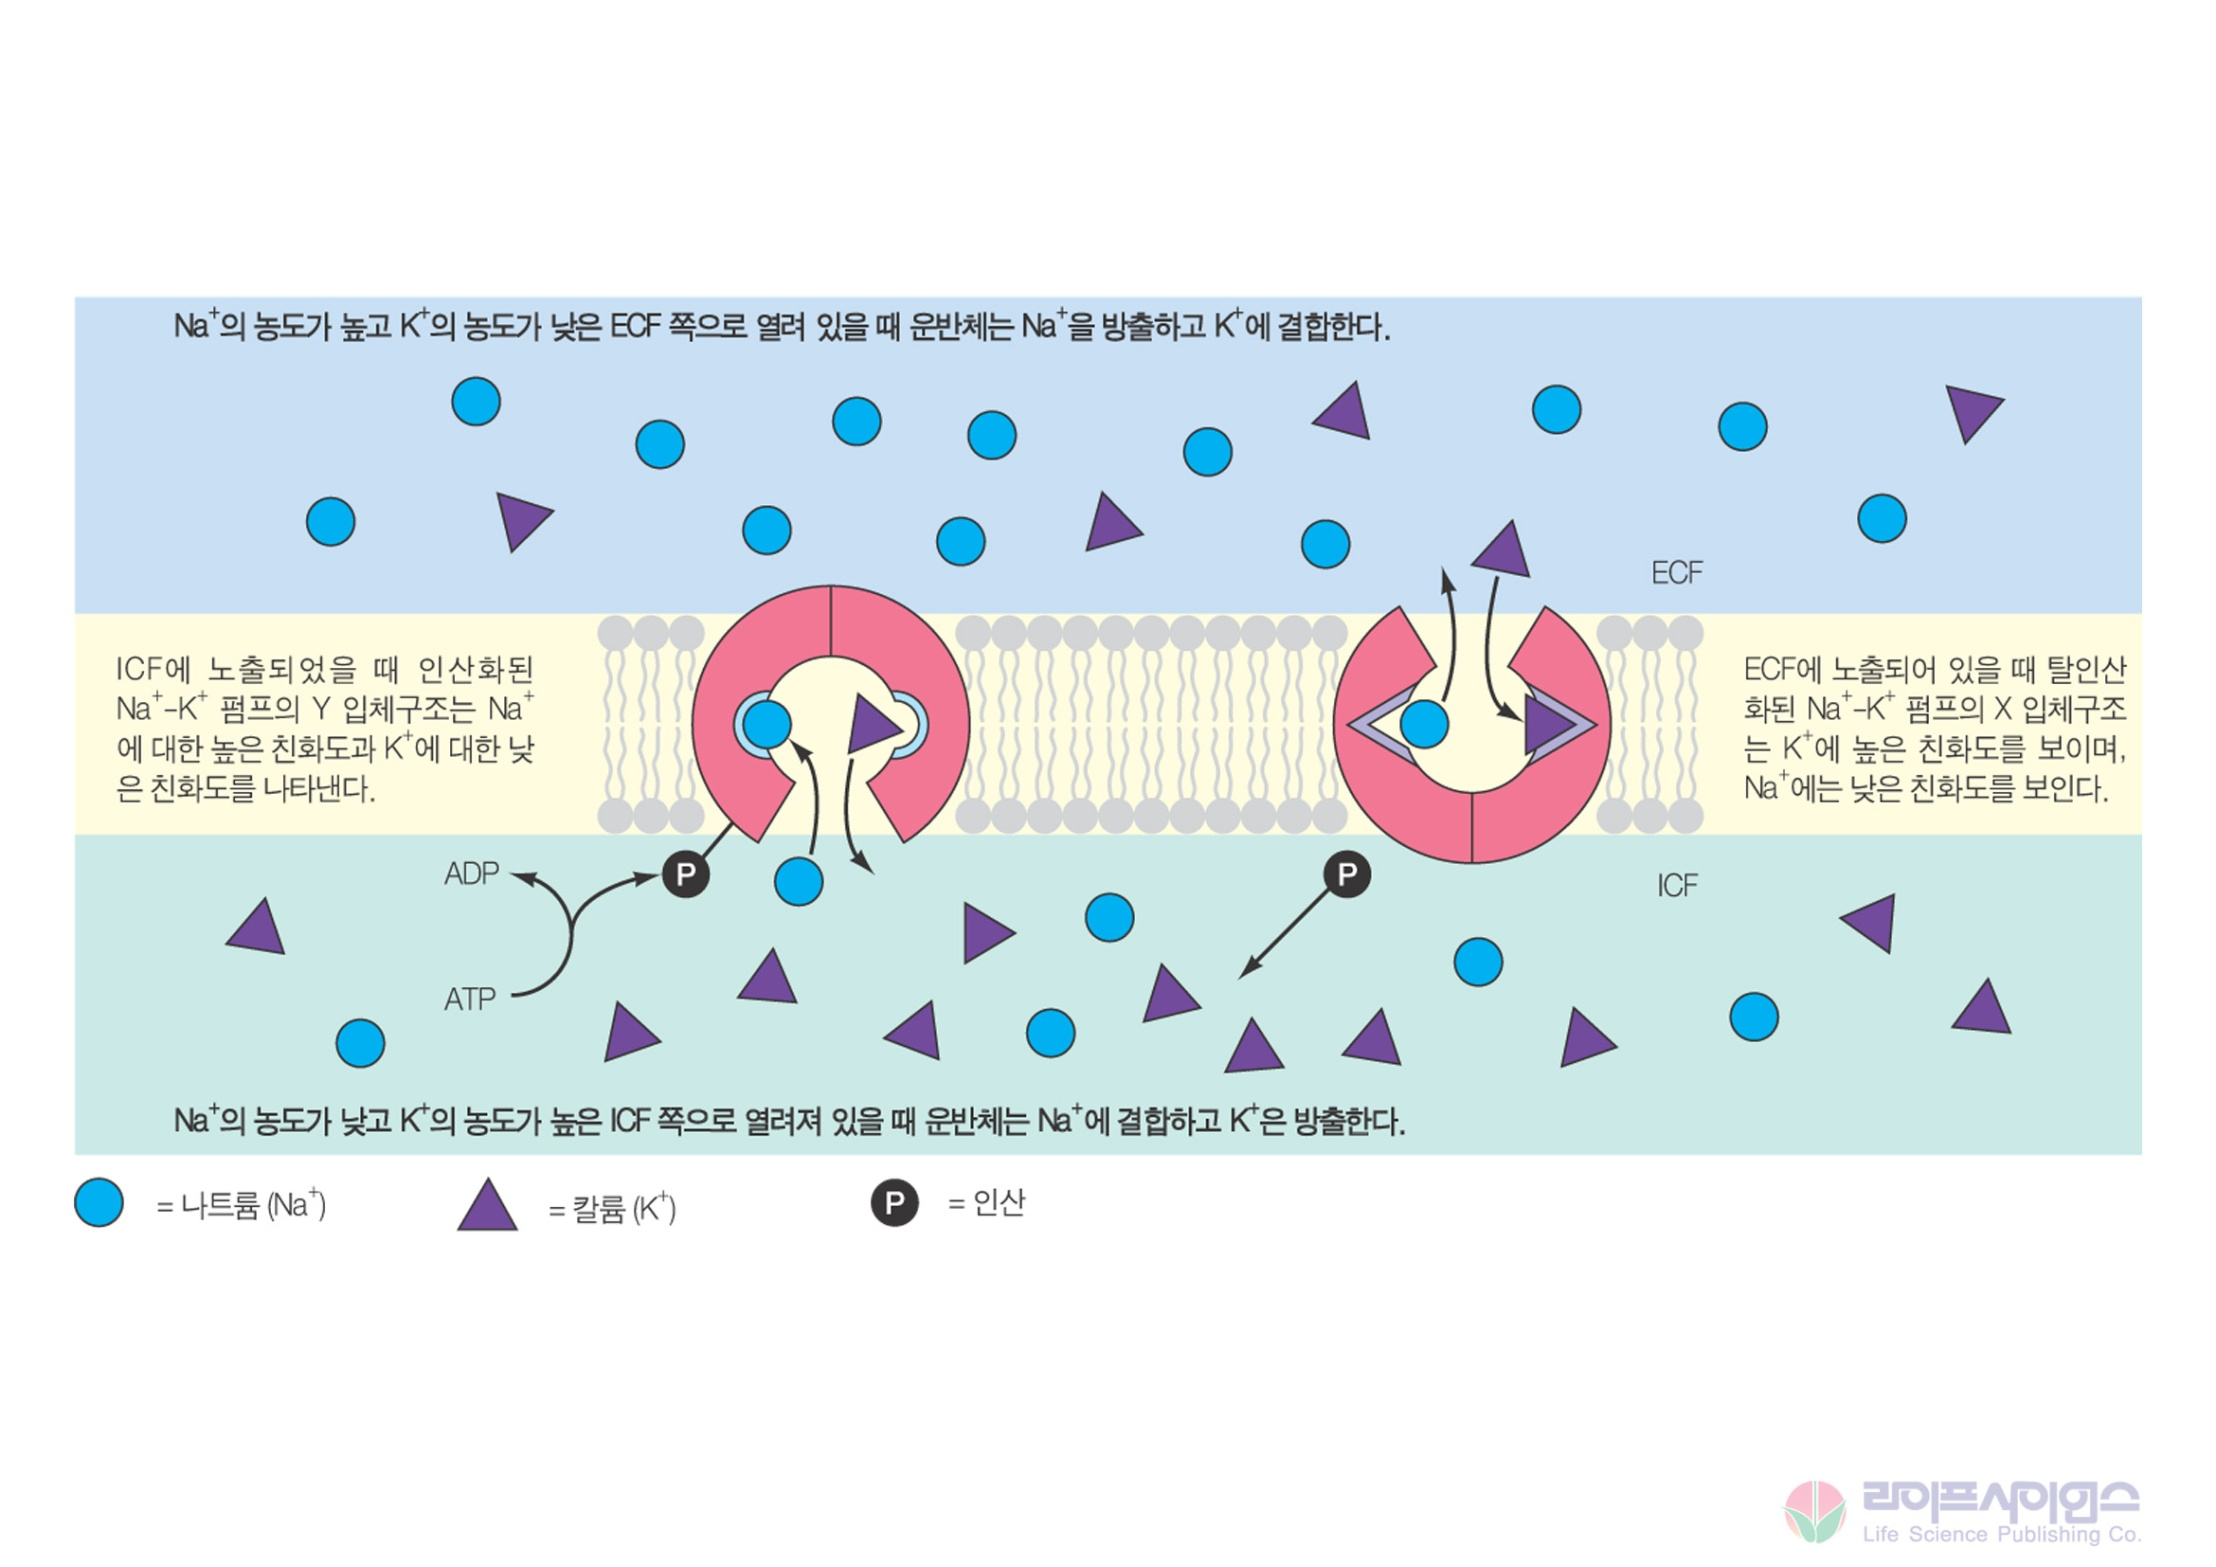 Na⁺의 농도가 높고 K⁺의 농도가 낮은 ECF 쪽으로 열려 있을 때 운반체는 Na⁺을 방출하고 K⁺에 결합한다.
ECF
ICF에 노출되었을 때 인산화된
Na⁺-K⁺ 펌프의 Y 입체구조는 Na⁺
에 대한 높은 친화도과 K⁺에 대한 낮
은 친화도를 나타낸다.
ECF에 노출되어 있을 때 탈인산
화된 Na⁺-K⁺ 펌프의 X 입체구조
는 K⁺에 높은 친화도를 보이며,
Na⁺에는 낮은 친화도를 보인다.
ADP
P
P
ICF
ATP
Na⁺의 농도가 낮고 K⁺의 농도가 높은 ICF 쪽으로 열려져 있을 때 운반체는 Na⁺에 결합하고 K⁺은 방출한다.
= 나트륨 (Na⁺)
= 칼륨 (K⁺)
P = 인산
라이프사이언스
Life Science Publishing Co.